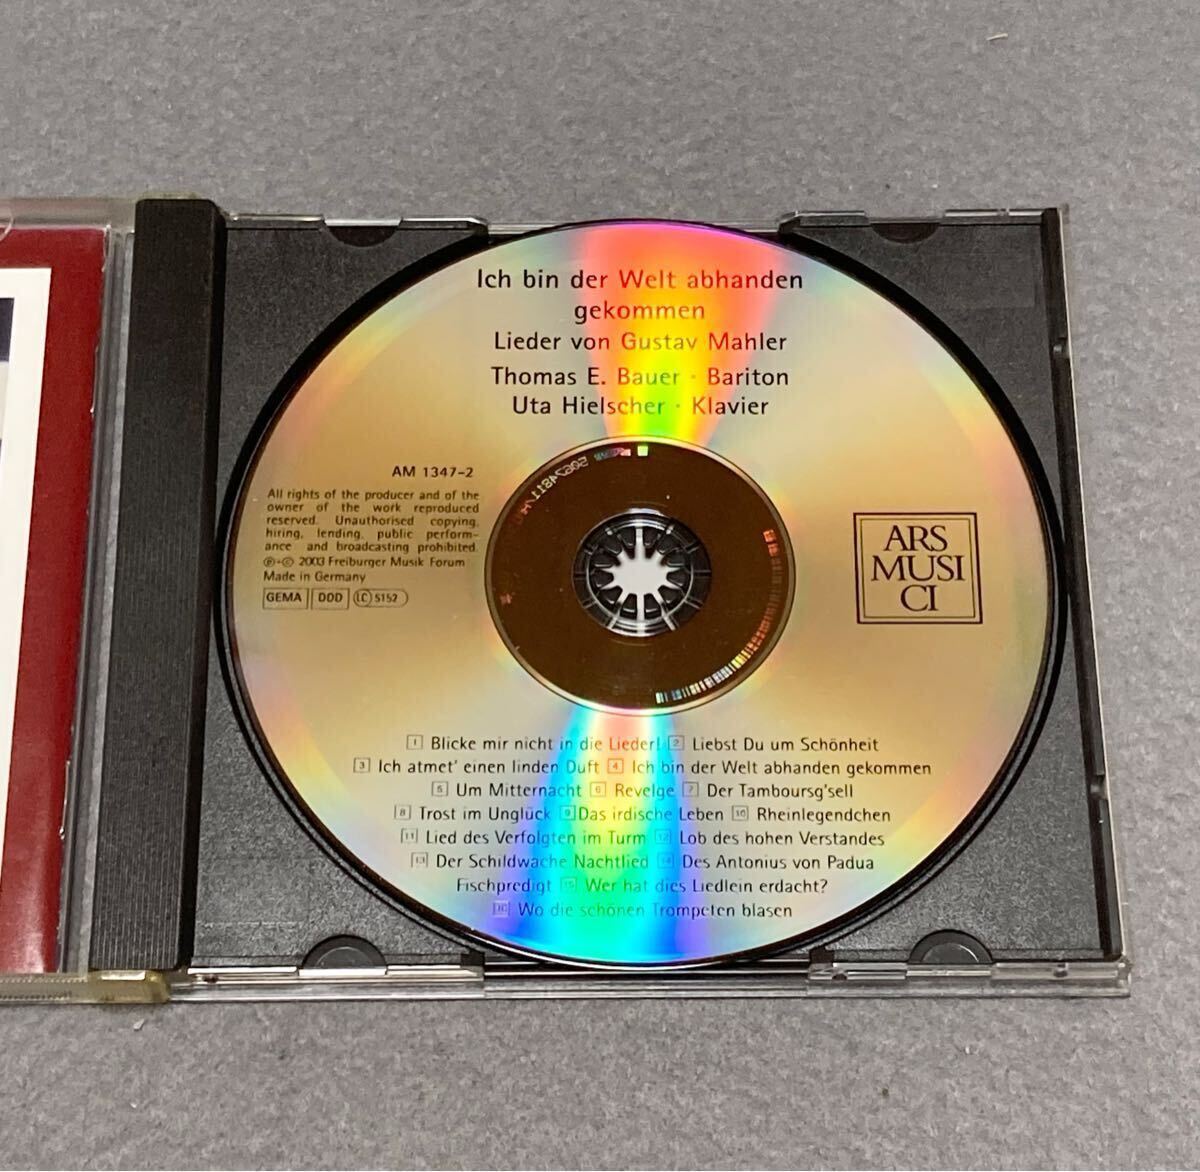 Ich bin der Welt abhanden
gekommen
Lieder von Gustav Mahler
Thomas E. Bauer · Bariton
Uta Hielscher · Klavier
AM 1347-2
All rights of the producer and of the
owner of the work reproduced
reserved. Unauthorised copying,
hiring, lending, public perform-
ance and broadcasting prohibited.
℗·© 2003 Freiburger Musik Forum
Made in Germany
GEMA DDD LC 5152
ARS
MUSI
CI
1 Blicke mir nicht in die Lieder! 2 Liebst Du um Schönheit
3 Ich atmet' einen linden Duft 4 Ich bin der Welt abhanden gekommen
5 Um Mitternacht 6 Revelge 7 Der Tamboursg'sell
8 Trost im Unglück 9 Das irdische Leben 10 Rheinlegendchen
11 Lied des Verfolgten im Turm 12 Lob des hohen Verstandes
13 Der Schildwache Nachtlied 14 Des Antonius von Padua
Fischpredigt 15 Wer hat dies Liedlein erdacht?
16 Wo die schönen Trompeten blasen